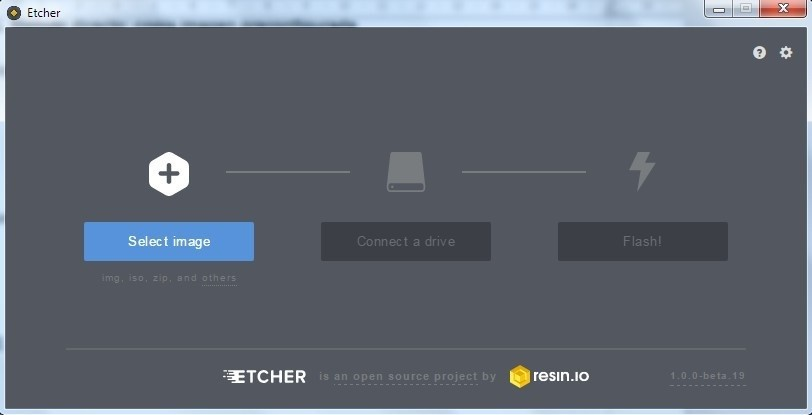 Etcher
Select image
Connect a drive
Flash!
img, iso, zip, and others
ETCHER is an open source project by resin.io
1.0.0-beta.19